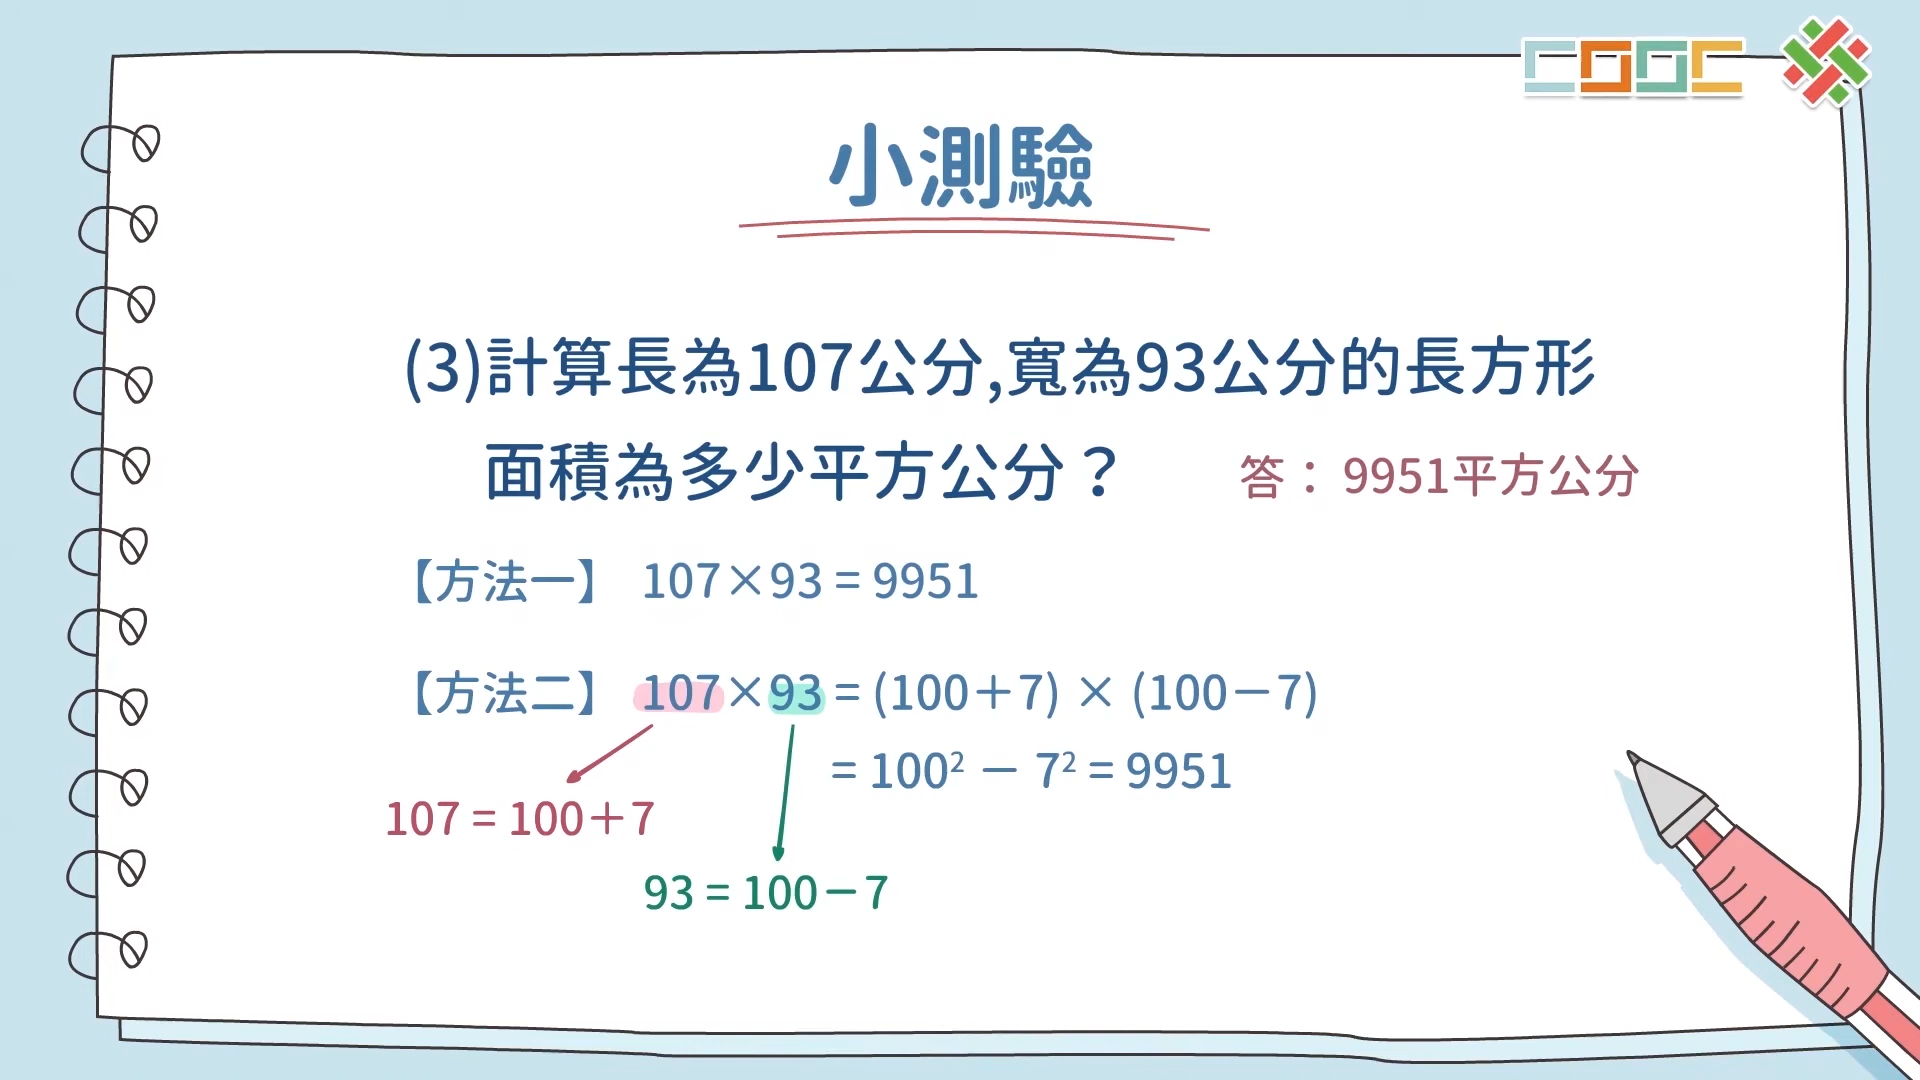 COOC
小測驗
(3)計算長為107公分,寬為93公分的長方形
面積為多少平方公分？
答： 9951平方公分
【方法一】 107×93 = 9951
【方法二】 107×93 = (100＋7) × (100－7)
= 100² － 7² = 9951
107 = 100＋7
93 = 100－7